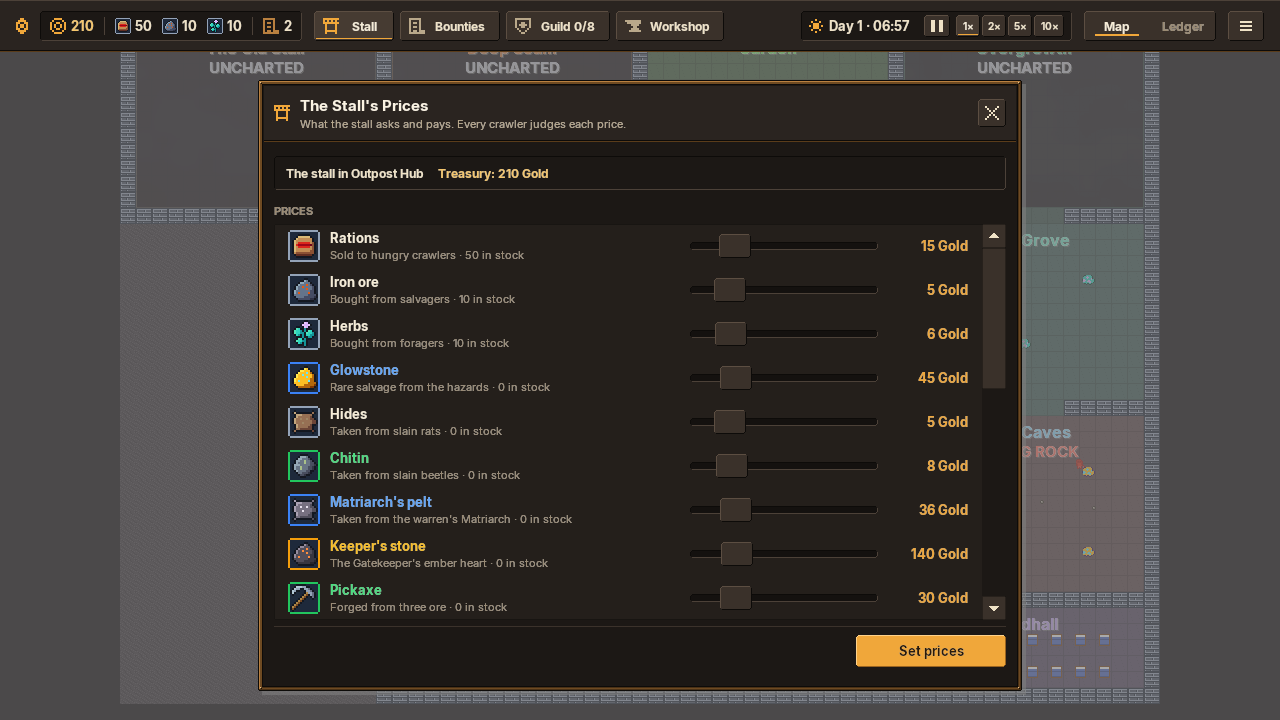 210 50 10 10 2 Stall Bounties Guild 0/8 Workshop Day 1 · 06:57 1x 2x 5x 10x Map Ledger
UNCHARTED UNCHARTED UNCHARTED
The Stall's Prices
What the stall asks and pays. Every crawler judges each price.
The stall in Outpost Hub Treasury: 210 Gold
PRICES
Rations
Sold to hungry crawlers · 50 in stock
15 Gold
Iron ore
Bought from salvagers · 10 in stock
5 Gold
Herbs
Bought from foragers · 10 in stock
6 Gold
Glowstone
Rare salvage from the hazards · 0 in stock
45 Gold
Hides
Taken from slain rats · 0 in stock
5 Gold
Chitin
Taken from slain beetles · 0 in stock
8 Gold
Matriarch's pelt
Taken from the warren's Matriarch · 0 in stock
36 Gold
Keeper's stone
The Keeper's own heart · 0 in stock
140 Gold
Pickaxe
0 in stock
30 Gold
Set prices
Grove
Caves
G ROCK
dhall